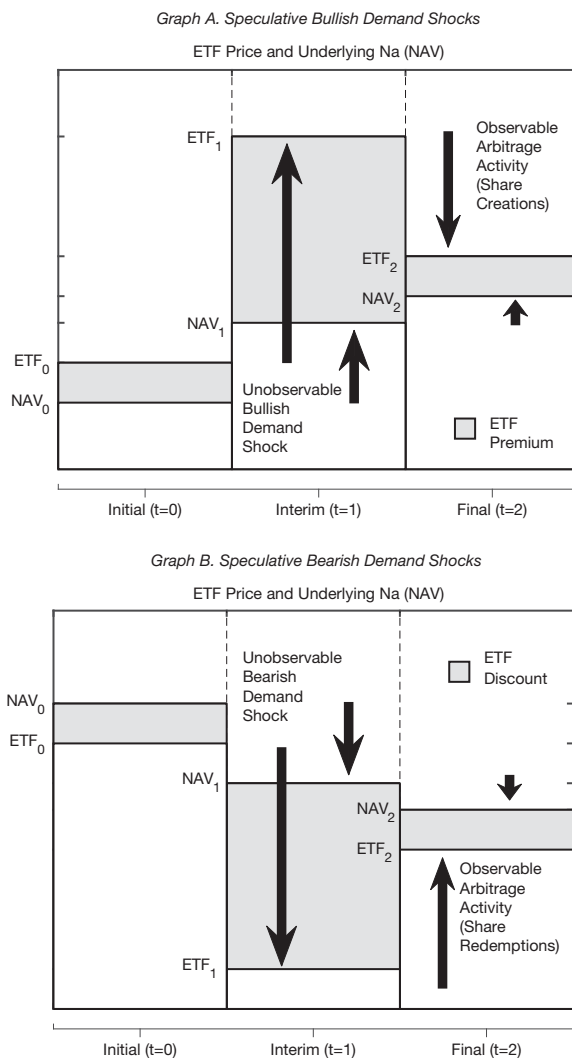 Graph A. Speculative Bullish Demand Shocks
ETF Price and Underlying Na (NAV)
ETF1
Observable
Arbitrage
Activity
(Share
Creations)
ETF2
NAV2
NAV1
ETF0
NAV0
Unobservable
Bullish
Demand
Shock
ETF
Premium
Initial (t=0)
Interim (t=1)
Final (t=2)
Graph B. Speculative Bearish Demand Shocks
ETF Price and Underlying Na (NAV)
Unobservable
Bearish
Demand
Shock
ETF
Discount
NAV0
ETF0
NAV1
NAV2
ETF2
Observable
Arbitrage
Activity
(Share
Redemptions)
ETF1
Initial (t=0)
Interim (t=1)
Final (t=2)